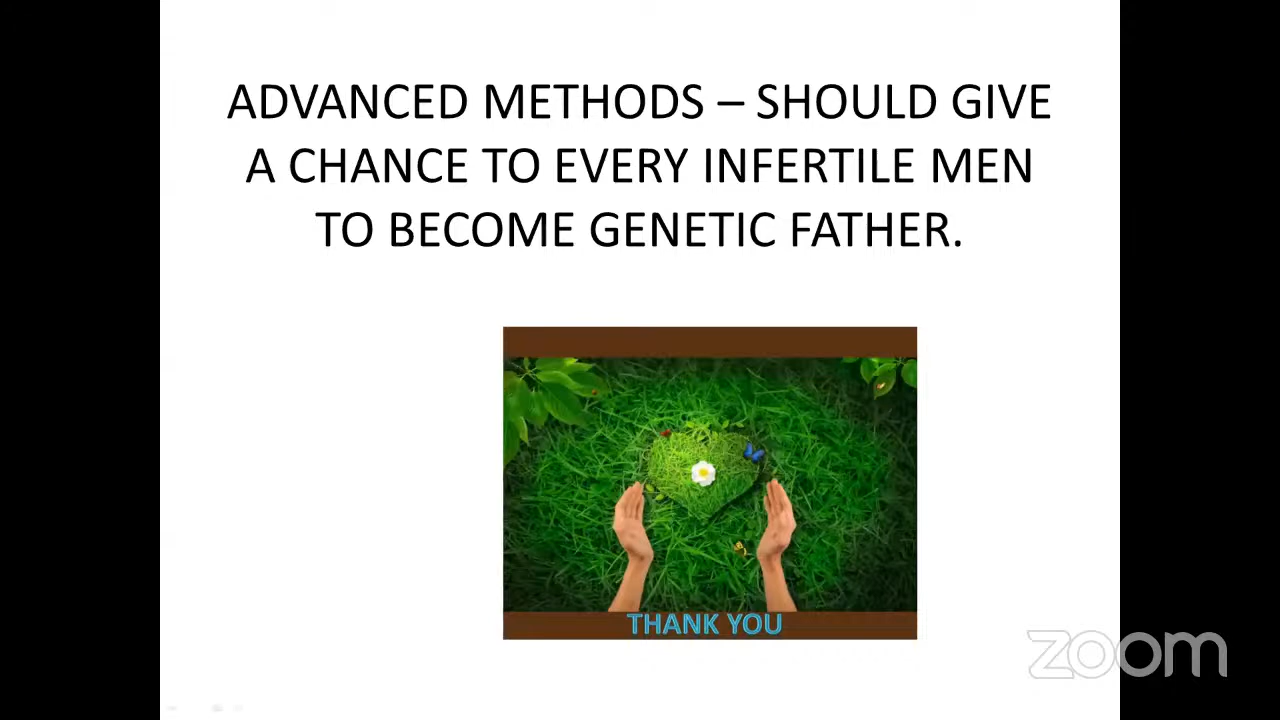 ADVANCED METHODS – SHOULD GIVE
A CHANCE TO EVERY INFERTILE MEN
TO BECOME GENETIC FATHER.
THANK YOU
zoom